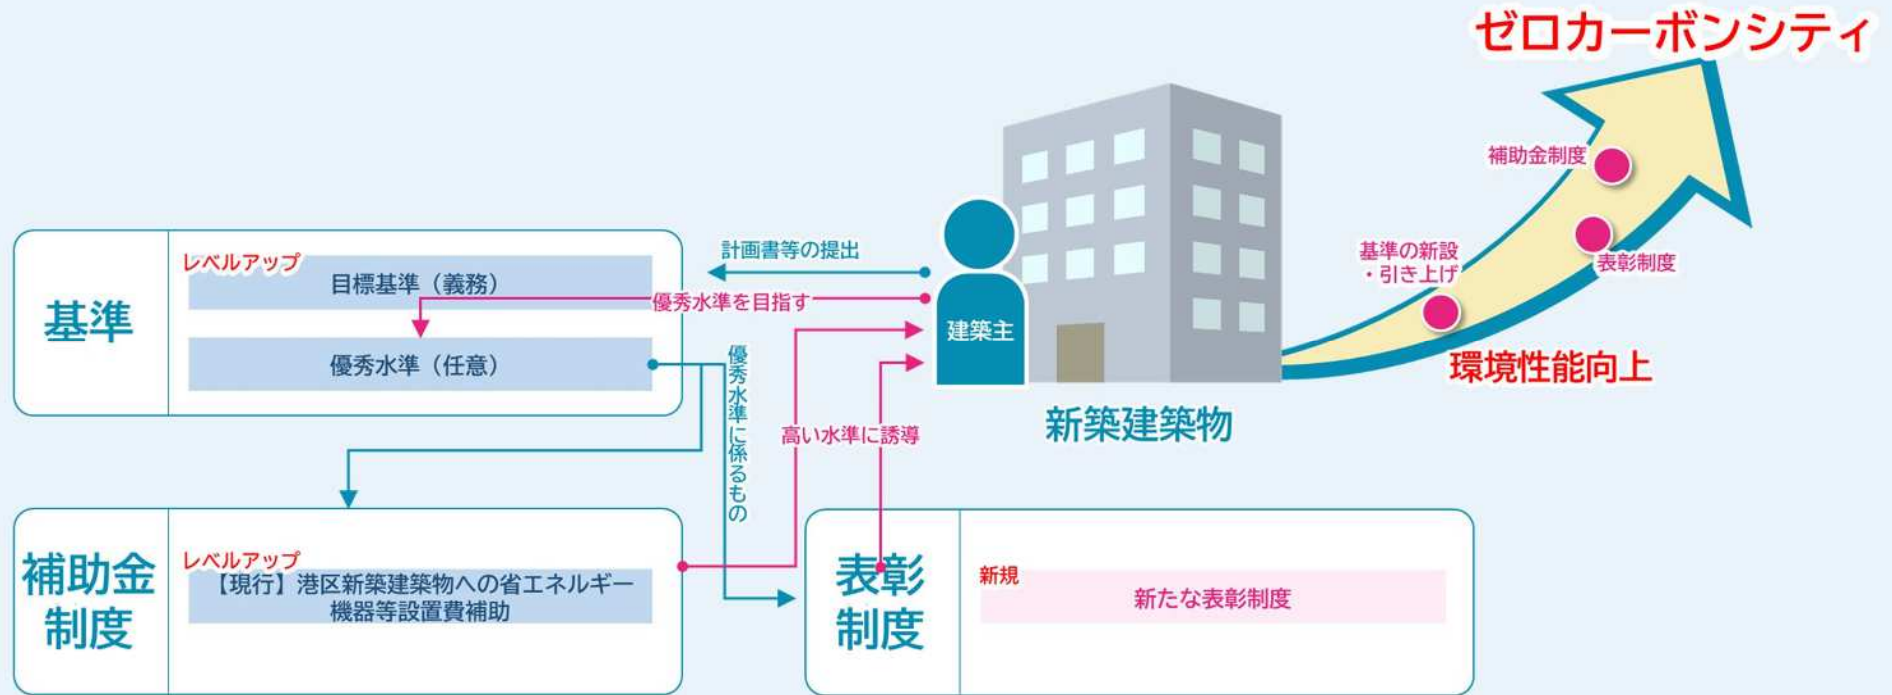 ゼロカーボンシティ
補助金制度
表彰制度
基準の新設
・引き上げ
環境性能向上
建築主
新築建築物
計画書等の提出
優秀水準を目指す
基準
レベルアップ
目標基準（義務）
優秀水準（任意）
優秀水準に係るもの
高い水準に誘導
補助金
制度
レベルアップ
【現行】港区新築建築物への省エネルギー
機器等設置費補助
表彰
制度
新規
新たな表彰制度